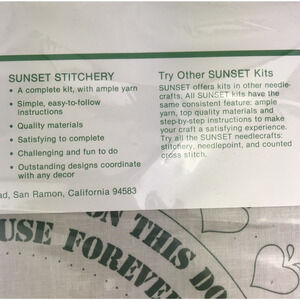 SUNSET STITCHERY
• A complete kit, with ample yarn
• Simple, easy-to-follow
instructions
• Quality materials
• Satisfying to complete
• Challenging and fun to do
• Outstanding designs coordinate
with any decor
Try Other SUNSET Kits
SUNSET offers kits in other needle-
crafts. All SUNSET kits have the
same consistent feature: ample
yarn, top quality materials and
step-by-step instructions to make
your craft a satisfying experience.
Try all the SUNSET needlecrafts:
stitchery, needlepoint, and counted
cross stitch.
ad, San Ramon, California 94583
ON THIS DO
USE FOREVE